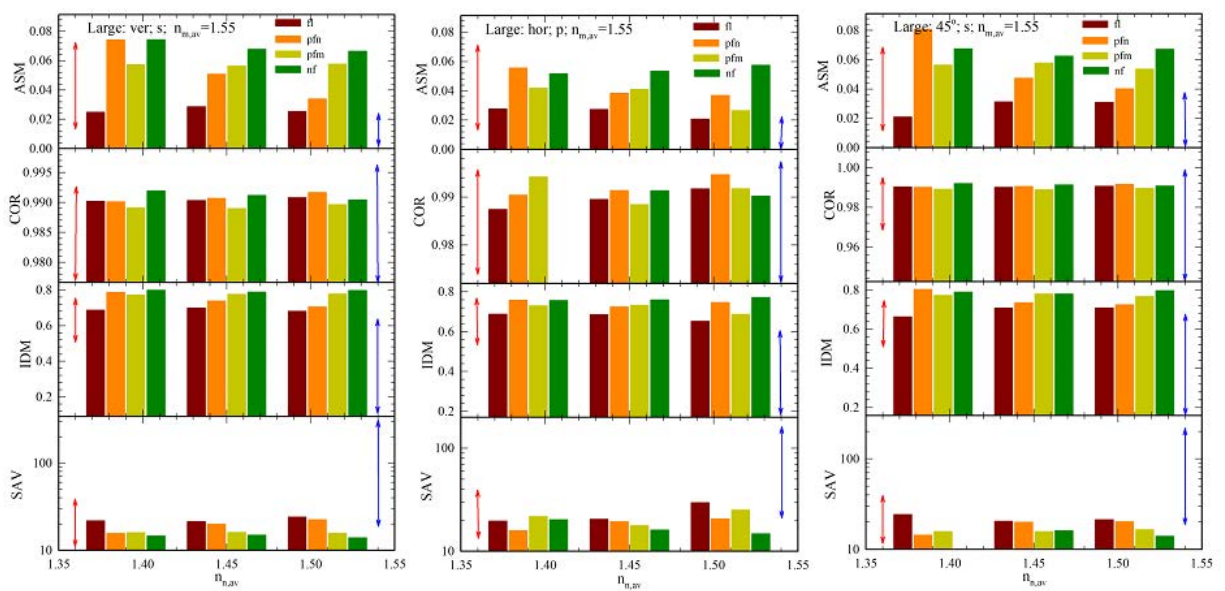 Large: ver; s; n_m,av=1.55
fl
pfn
pfm
nf
ASM
0.08
0.06
0.04
0.02
0.00
COR
0.995
0.990
0.985
0.980
IDM
0.8
0.6
0.4
0.2
SAV
100
10
1.35 1.40 1.45 1.50 1.55
n_n,av
Large: hor; p; n_m,av=1.55
fl
pfn
pfm
nf
ASM
0.08
0.06
0.04
0.02
0.00
COR
0.99
0.98
IDM
0.8
0.6
0.4
0.2
SAV
100
10
1.35 1.40 1.45 1.50 1.55
n_n,av
Large: 45°; s; n_m,av=1.55
fl
pfn
pfm
nf
ASM
0.08
0.06
0.04
0.02
0.00
COR
1.00
0.98
0.96
IDM
0.8
0.6
0.4
0.2
SAV
100
10
1.35 1.40 1.45 1.50 1.55
n_n,av